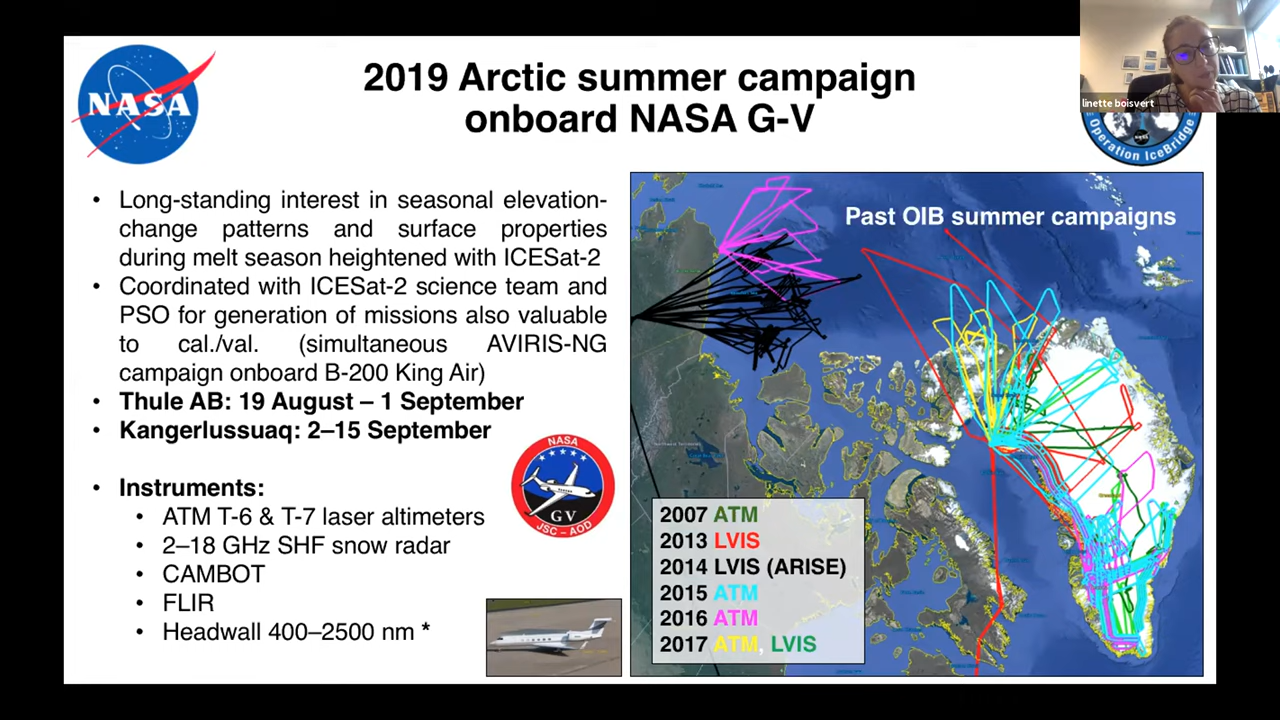 2019 Arctic summer campaign
onboard NASA G-V
NASA
linette boisvert
Operation IceBridge
• Long-standing interest in seasonal elevation-
change patterns and surface properties
during melt season heightened with ICESat-2
• Coordinated with ICESat-2 science team and
PSO for generation of missions also valuable
to cal./val. (simultaneous AVIRIS-NG
campaign onboard B-200 King Air)
• Thule AB: 19 August – 1 September
• Kangerlussuaq: 2–15 September
• Instruments:
• ATM T-6 & T-7 laser altimeters
• 2–18 GHz SHF snow radar
• CAMBOT
• FLIR
• Headwall 400–2500 nm *
NASA
GV
JSC – AOD
Past OIB summer campaigns
2007 ATM
2013 LVIS
2014 LVIS (ARISE)
2015 ATM
2016 ATM
2017 ATM, LVIS